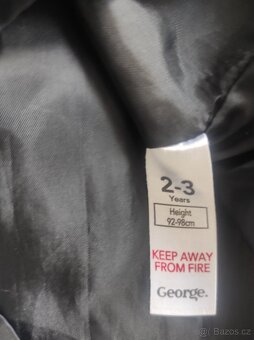 2-3
Years
Height
92-98cm
KEEP AWAY
FROM FIRE
George.
© Bazos.cz